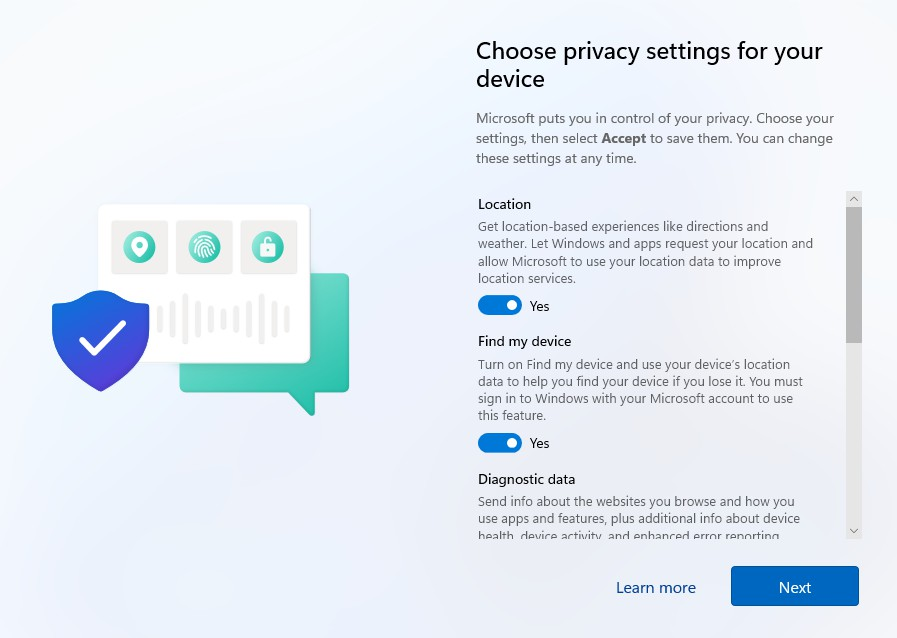 Choose privacy settings for your
device
Microsoft puts you in control of your privacy. Choose your
settings, then select Accept to save them. You can change
these settings at any time.
Location
Get location-based experiences like directions and
weather. Let Windows and apps request your location and
allow Microsoft to use your location data to improve
location services.
Yes
Find my device
Turn on Find my device and use your device’s location
data to help you find your device if you lose it. You must
sign in to Windows with your Microsoft account to use
this feature.
Yes
Diagnostic data
Send info about the websites you browse and how you
use apps and features, plus additional info about device
health, device activity, and enhanced error reporting.
Learn more
Next